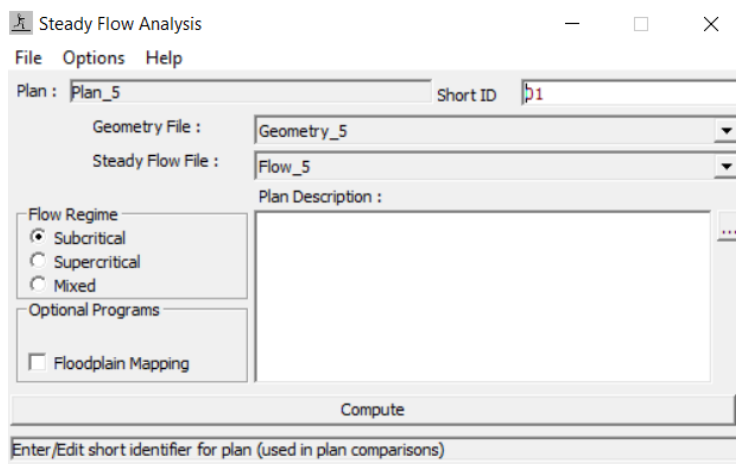 Steady Flow Analysis
File Options Help
Plan : Plan_5 Short ID 01
Geometry File : Geometry_5
Steady Flow File : Flow_5
Plan Description :
Flow Regime
Subcritical
Supercritical
Mixed
...
Optional Programs
Floodplain Mapping
Compute
Enter/Edit short identifier for plan (used in plan comparisons)